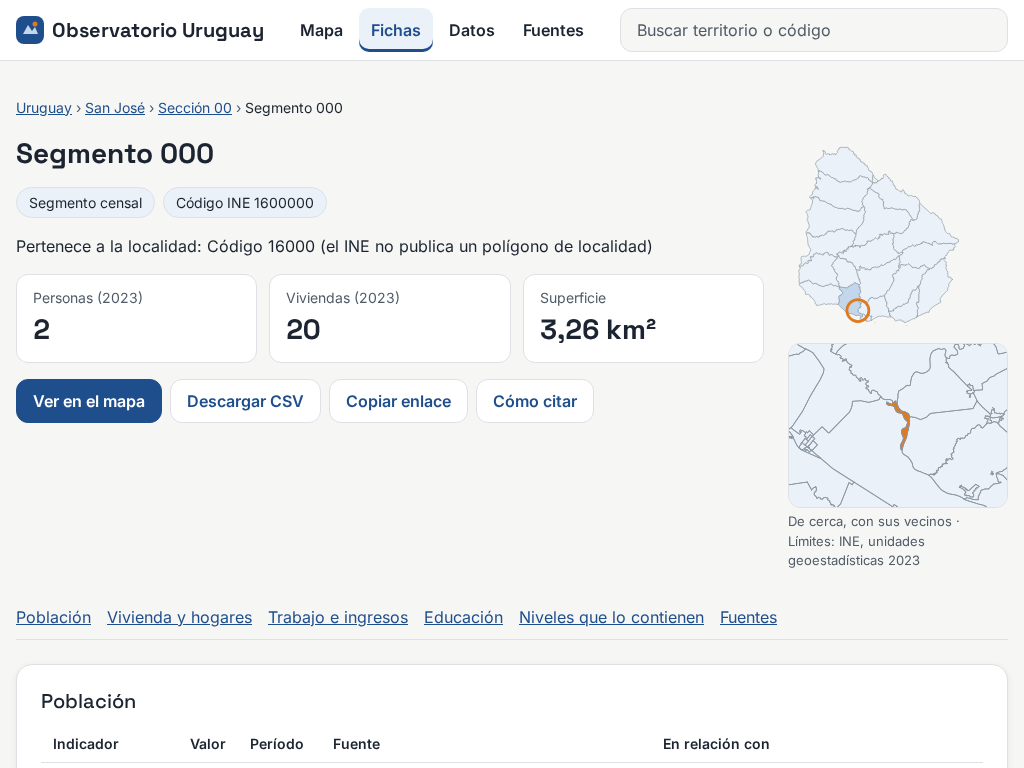 Observatorio Uruguay
Mapa
Fichas
Datos
Fuentes
Buscar territorio o código
Uruguay › San José › Sección 00 › Segmento 000
Segmento 000
Segmento censal
Código INE 1600000
Pertenece a la localidad: Código 16000 (el INE no publica un polígono de localidad)
Personas (2023)
2
Viviendas (2023)
20
Superficie
3,26 km²
Ver en el mapa
Descargar CSV
Copiar enlace
Cómo citar
De cerca, con sus vecinos ·
Límites: INE, unidades
geoestadísticas 2023
Población
Vivienda y hogares
Trabajo e ingresos
Educación
Niveles que lo contienen
Fuentes
Población
Indicador Valor Período Fuente En relación con